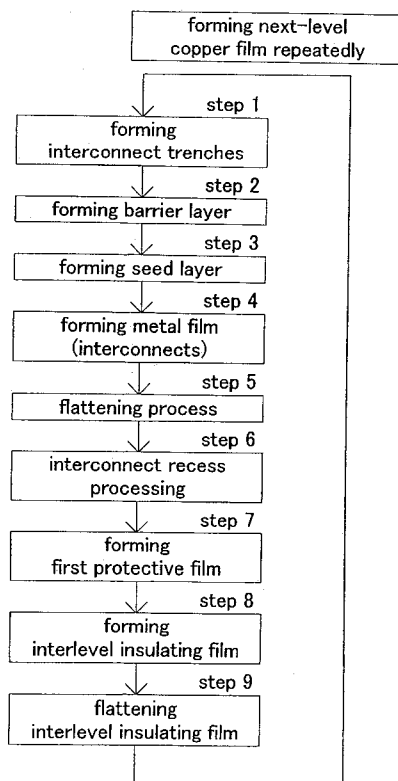 forming next-level
copper film repeatedly
step 1
forming
interconnect trenches
step 2
forming barrier layer
step 3
forming seed layer
step 4
forming metal film
(interconnects)
step 5
flattening process
step 6
interconnect recess
processing
step 7
forming
first protective film
step 8
forming
interlevel insulating film
step 9
flattening
interlevel insulating film